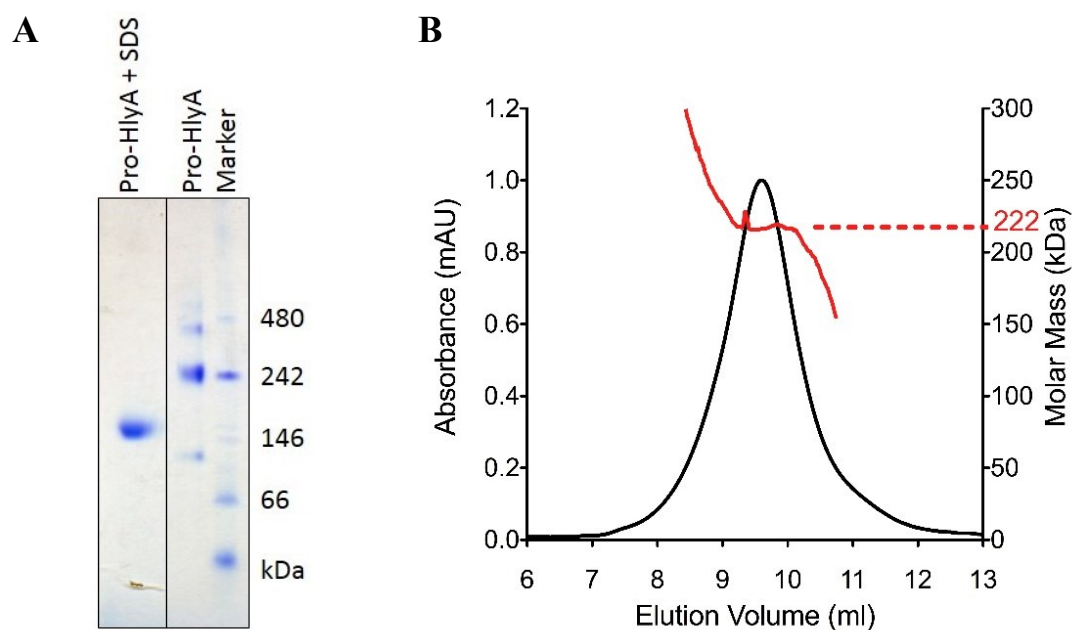 A
Pro-HlyA + SDS
Pro-HlyA
Marker
480
242
146
66
kDa
B
Absorbance (mAU)
1.2
1.0
0.8
0.6
0.4
0.2
0.0
6 7 8 9 10 11 12 13
Elution Volume (ml)
300
250
222
200
150
100
50
0
Molar Mass (kDa)